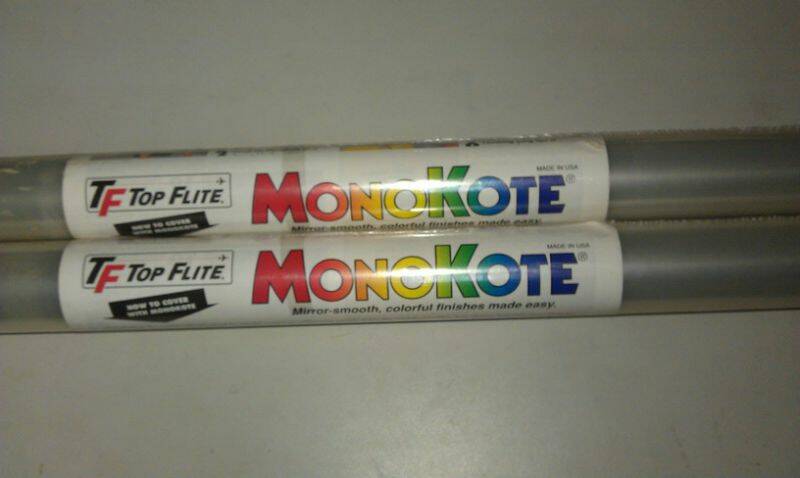 MADE IN USA
TF TOP FLITE
MONOKOTE®
HOW TO COVER
WITH MONOKOTE
Mirror-smooth, colorful finishes made easy.
MADE IN USA
TF TOP FLITE
MONOKOTE®
HOW TO COVER
WITH MONOKOTE
Mirror-smooth, colorful finishes made easy.